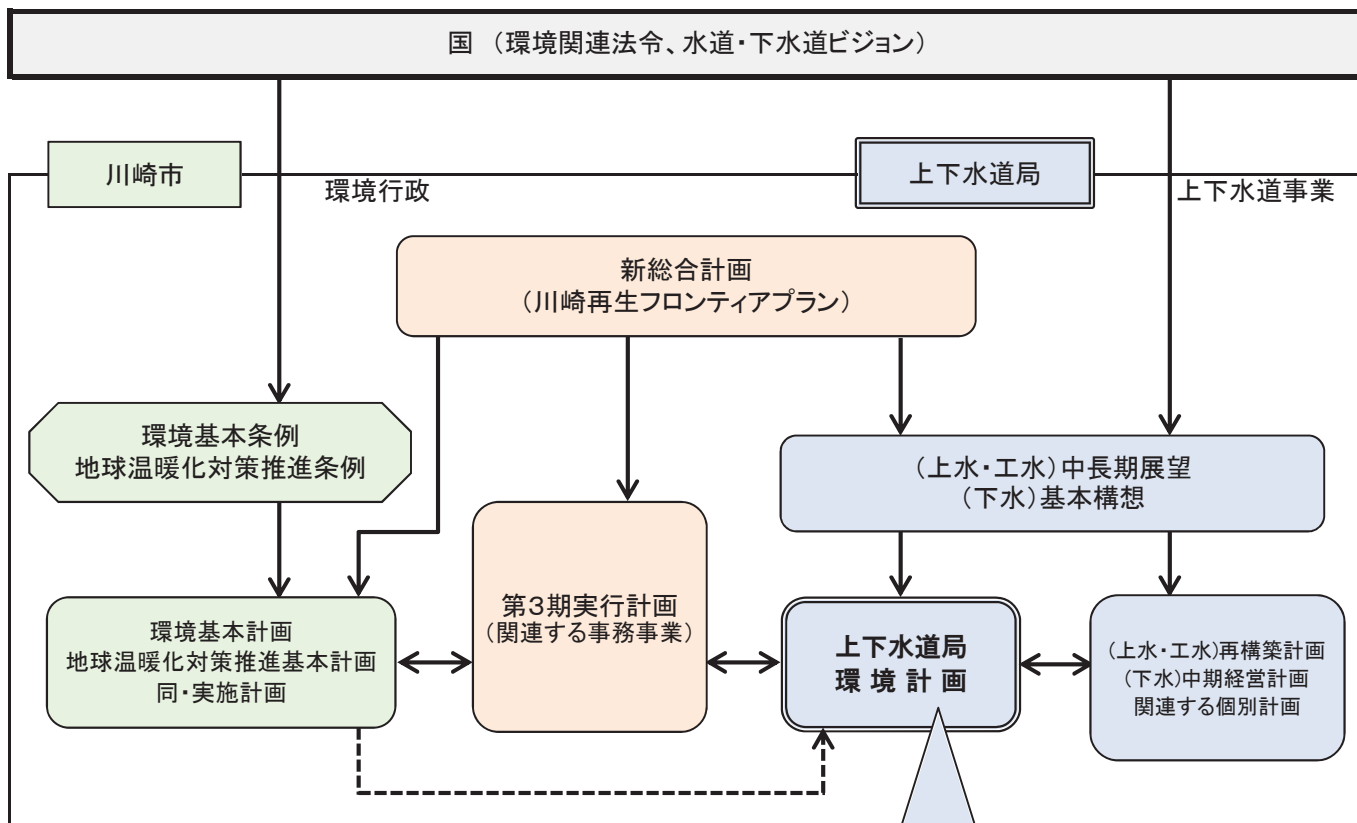 国 （環境関連法令、水道・下水道ビジョン）
川崎市
環境行政
上下水道局
上下水道事業
新総合計画
（川崎再生フロンティアプラン）
環境基本条例
地球温暖化対策推進条例
（上水・工水）中長期展望
（下水）基本構想
環境基本計画
地球温暖化対策推進基本計画
同・実施計画
第３期実行計画
（関連する事務事業）
上下水道局
環 境 計 画
（上水・工水）再構築計画
（下水）中期経営計画
関連する個別計画